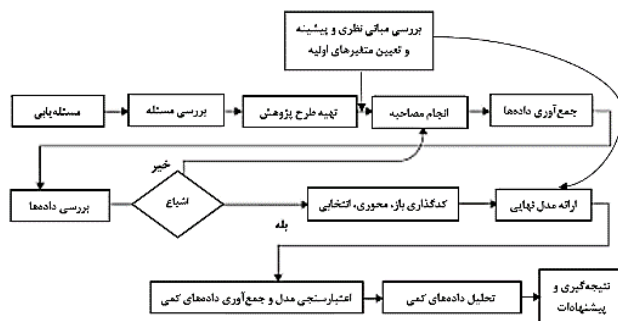 بررسی مبانی نظری و پیشینه
و تعیین متغیرهای اولیه
مسئله‌یابی
بررسی مسئله
تهیه طرح پژوهش
انجام مصاحبه
جمع‌آوری داده‌ها
خیر
بررسی داده‌ها
اشباع
کدگذاری باز، محوری، انتخابی
ارائه مدل نهایی
بله
اعتبارسنجی مدل و جمع‌آوری داده‌های کمی
تحلیل داده‌های کمی
نتیجه‌گیری و
پیشنهادات